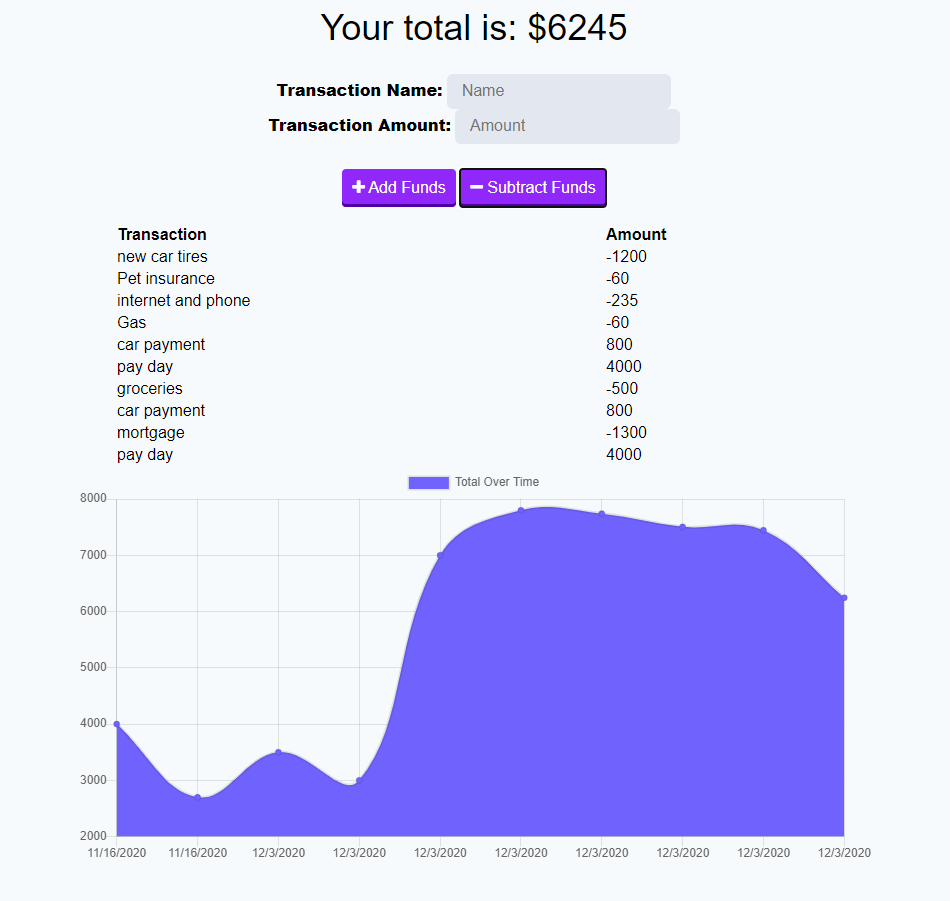 Your total is: $6245
Transaction Name: Name
Transaction Amount: Amount
Add Funds Subtract Funds
Transaction Amount
new car tires -1200
Pet insurance -60
internet and phone -235
Gas -60
car payment 800
pay day 4000
groceries -500
car payment 800
mortgage -1300
pay day 4000
Total Over Time
8000
7000
6000
5000
4000
3000
2000
11/16/2020 11/16/2020 12/3/2020 12/3/2020 12/3/2020 12/3/2020 12/3/2020 12/3/2020 12/3/2020 12/3/2020